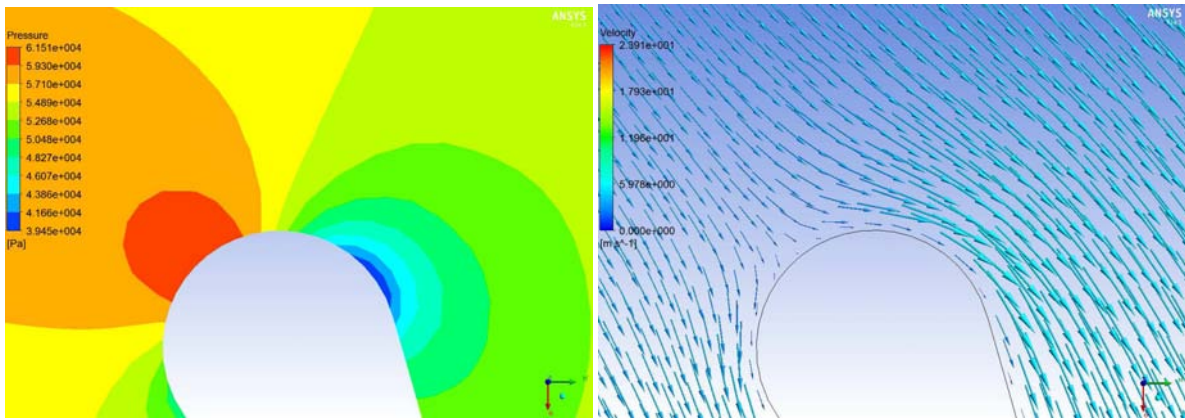 ANSYS
Pressure
6.151e+004
5.930e+004
5.710e+004
5.489e+004
5.268e+004
5.048e+004
4.827e+004
4.607e+004
4.386e+004
4.166e+004
3.945e+004
[Pa]
ANSYS
Velocity
2.391e+001
1.793e+001
1.196e+001
5.978e+000
0.000e+000
[m s^-1]